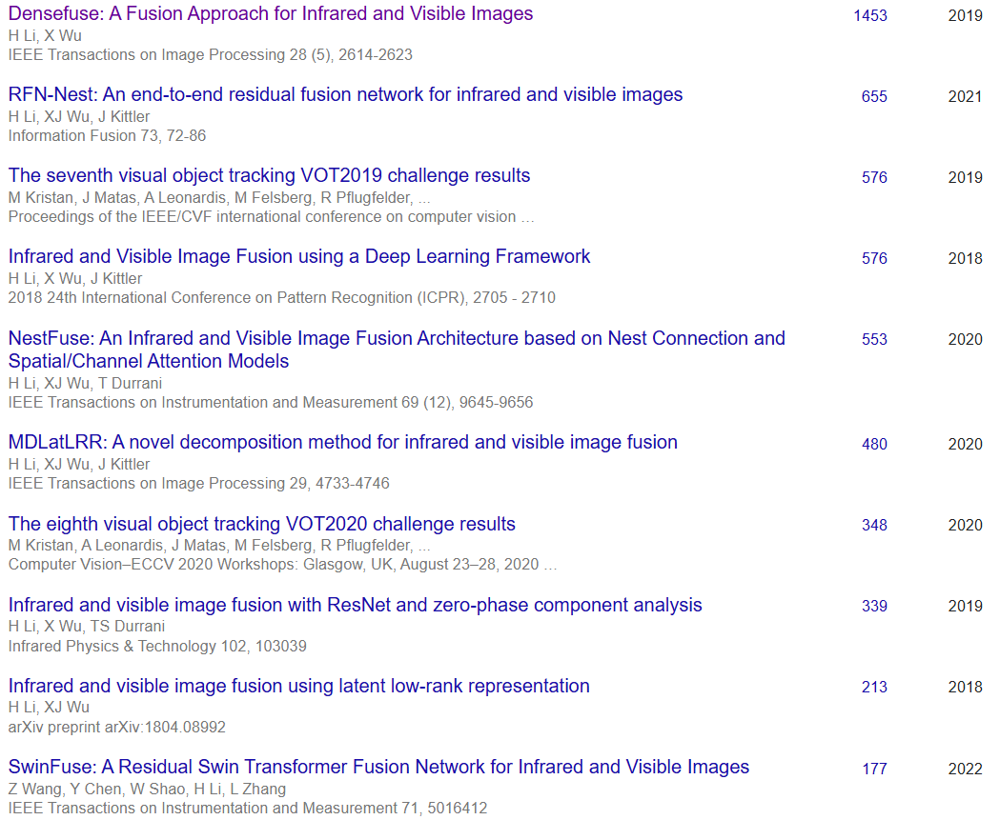 Densefuse: A Fusion Approach for Infrared and Visible Images 1453 2019
H Li, X Wu
IEEE Transactions on Image Processing 28 (5), 2614-2623
RFN-Nest: An end-to-end residual fusion network for infrared and visible images 655 2021
H Li, XJ Wu, J Kittler
Information Fusion 73, 72-86
The seventh visual object tracking VOT2019 challenge results 576 2019
M Kristan, J Matas, A Leonardis, M Felsberg, R Pflugfelder, ...
Proceedings of the IEEE/CVF international conference on computer vision …
Infrared and Visible Image Fusion using a Deep Learning Framework 576 2018
H Li, X Wu, J Kittler
2018 24th International Conference on Pattern Recognition (ICPR), 2705 - 2710
NestFuse: An Infrared and Visible Image Fusion Architecture based on Nest Connection and 553 2020
Spatial/Channel Attention Models
H Li, XJ Wu, T Durrani
IEEE Transactions on Instrumentation and Measurement 69 (12), 9645-9656
MDLatLRR: A novel decomposition method for infrared and visible image fusion 480 2020
H Li, XJ Wu, J Kittler
IEEE Transactions on Image Processing 29, 4733-4746
The eighth visual object tracking VOT2020 challenge results 348 2020
M Kristan, A Leonardis, J Matas, M Felsberg, R Pflugfelder, ...
Computer Vision–ECCV 2020 Workshops: Glasgow, UK, August 23–28, 2020 …
Infrared and visible image fusion with ResNet and zero-phase component analysis 339 2019
H Li, X Wu, TS Durrani
Infrared Physics & Technology 102, 103039
Infrared and visible image fusion using latent low-rank representation 213 2018
H Li, XJ Wu
arXiv preprint arXiv:1804.08992
SwinFuse: A Residual Swin Transformer Fusion Network for Infrared and Visible Images 177 2022
Z Wang, Y Chen, W Shao, H Li, L Zhang
IEEE Transactions on Instrumentation and Measurement 71, 5016412